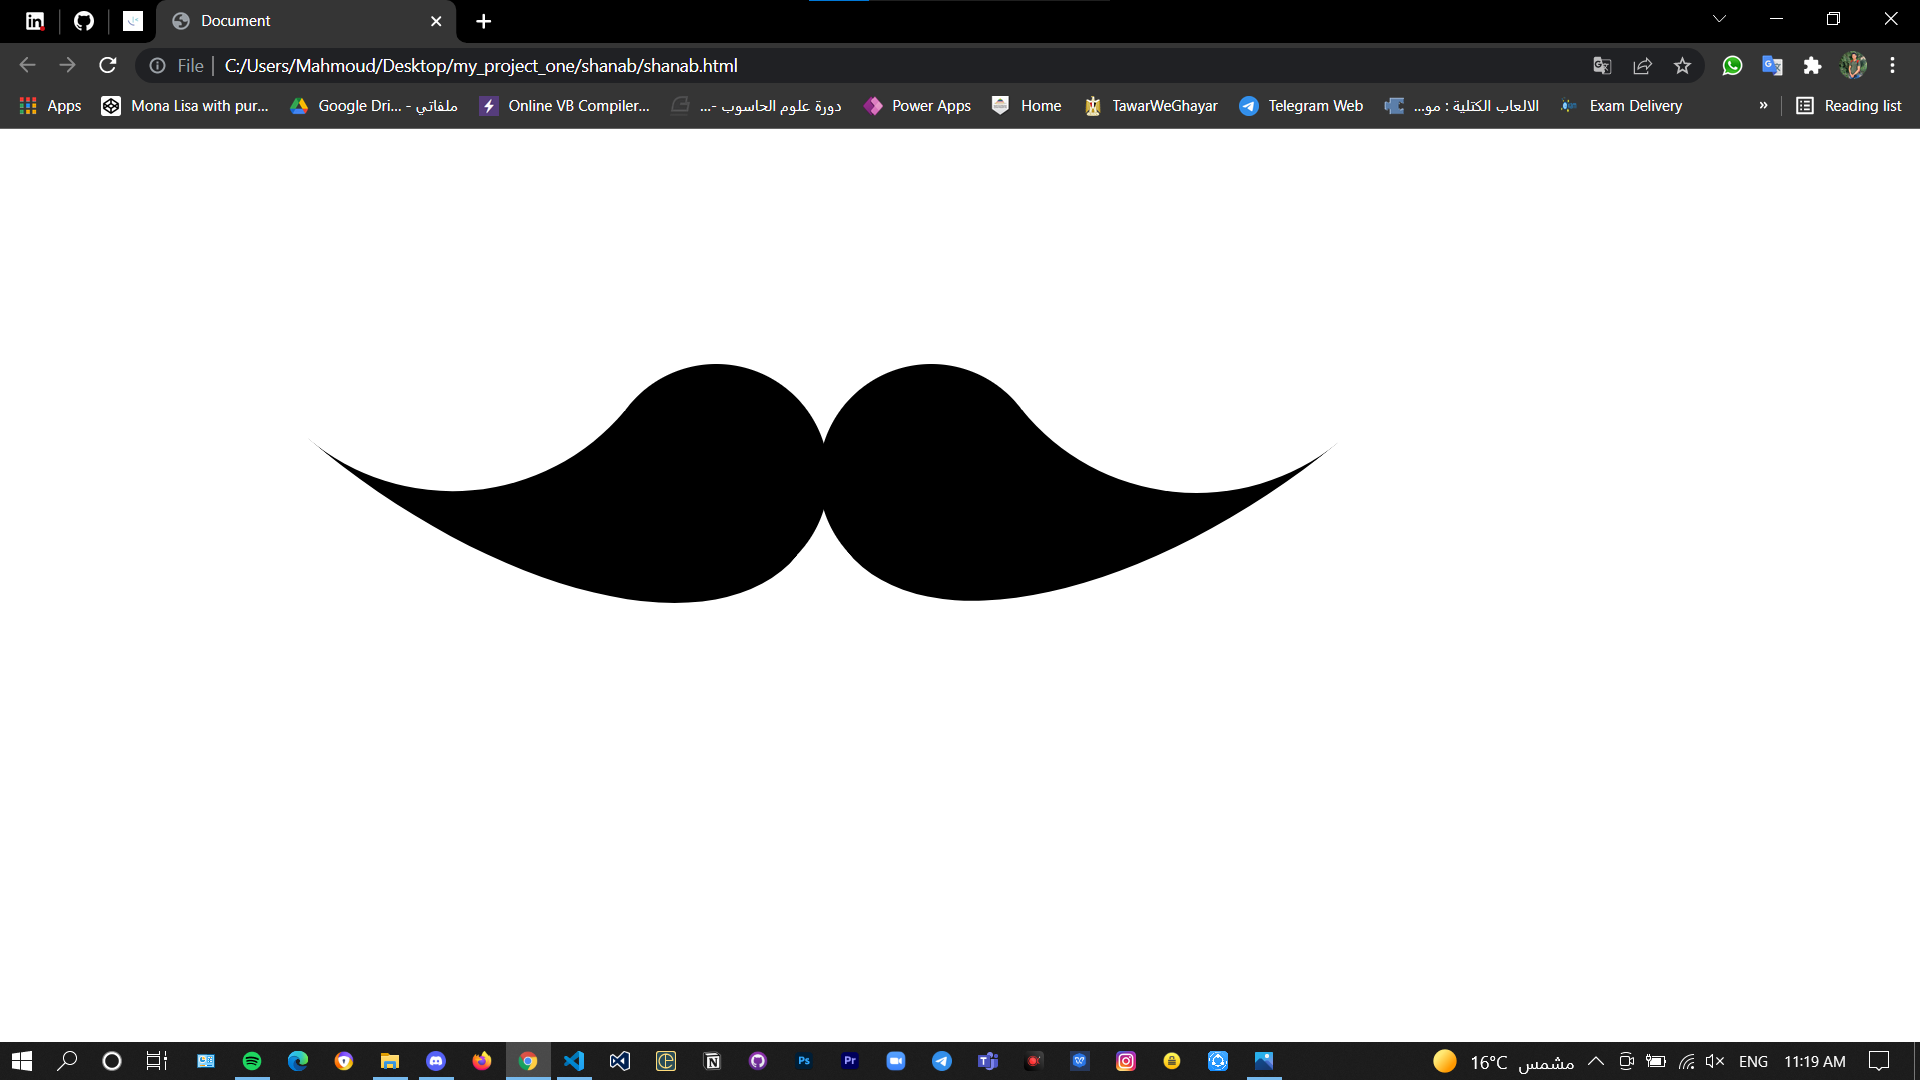 Document
File | C:/Users/Mahmoud/Desktop/my_project_one/shanab/shanab.html
Apps Mona Lisa with pur... Google Dri... - ملفاتي Online VB Compiler... دورة علوم الحاسوب -... Power Apps Home TawarWeGhayar Telegram Web الالعاب الكتلية : مو... Exam Delivery » Reading list
16°C مشمس ENG 11:19 AM